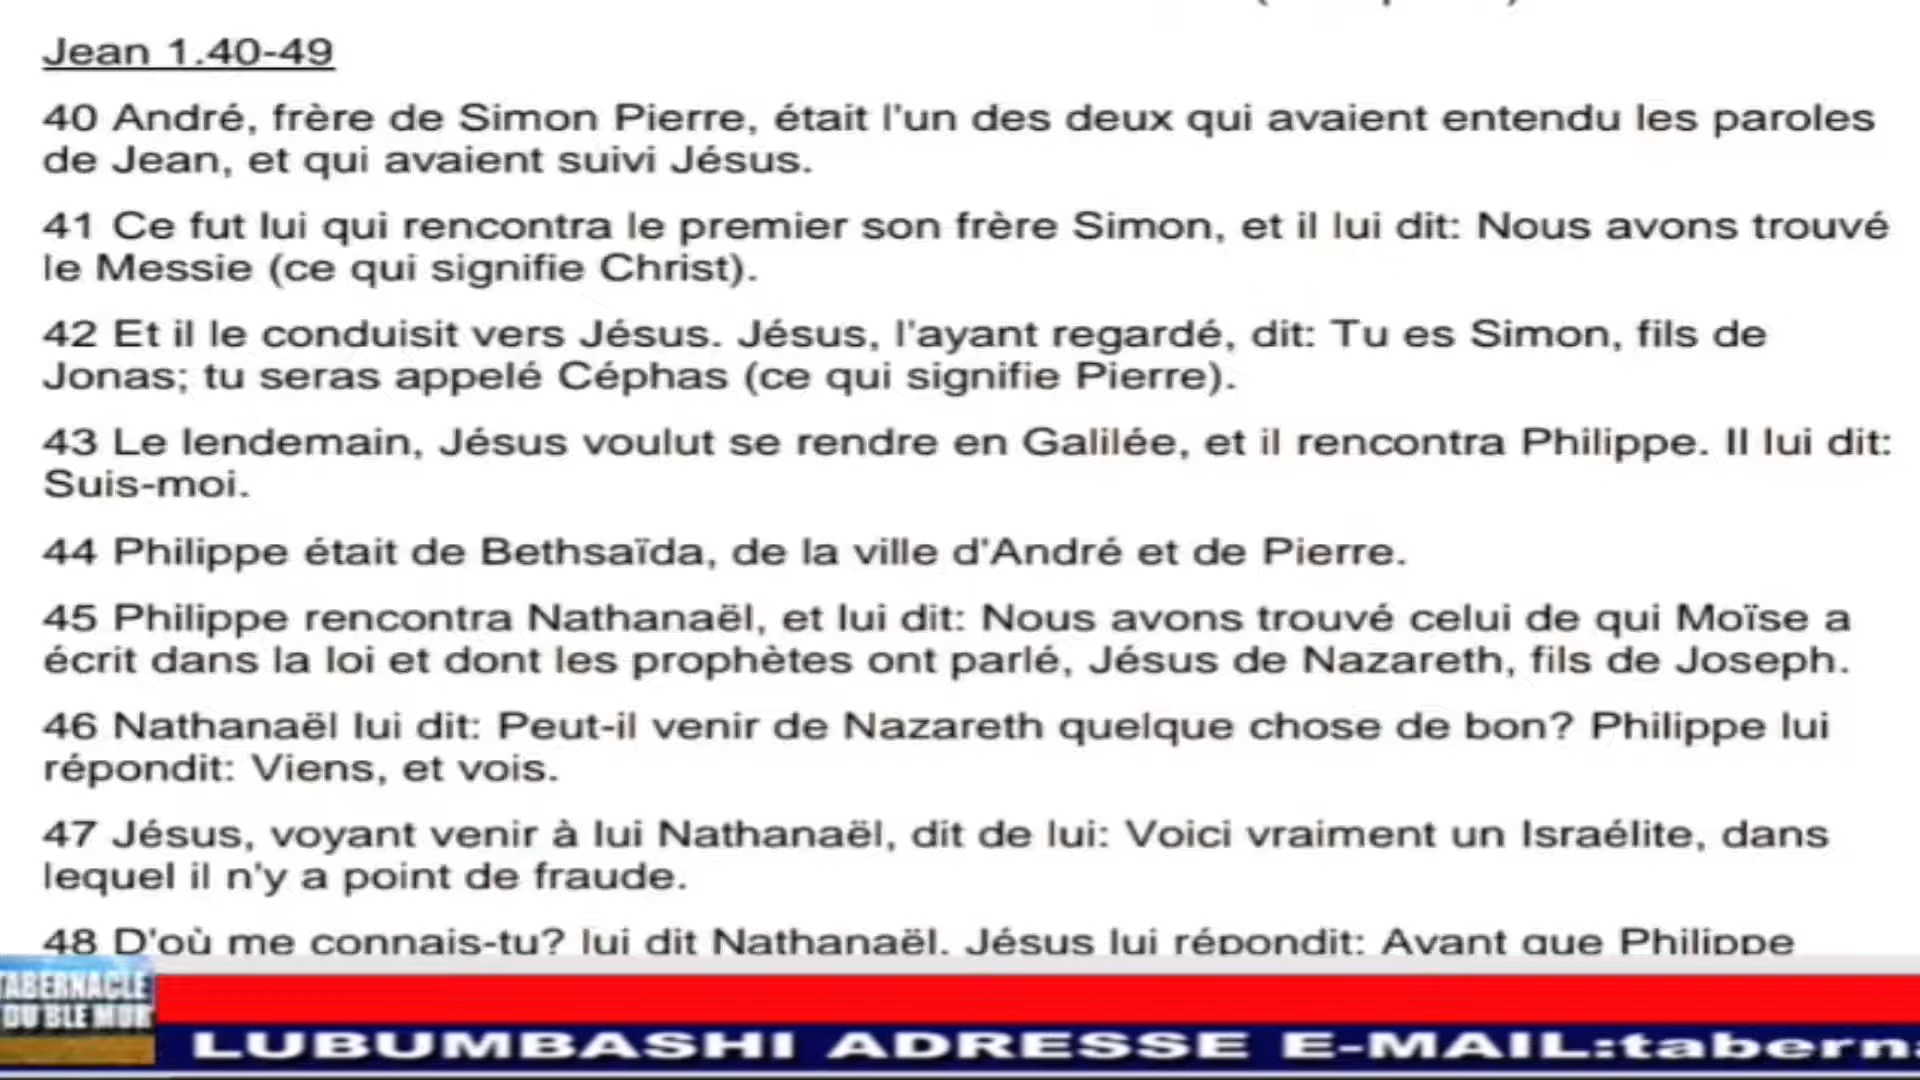 Jean 1.40-49
40 André, frère de Simon Pierre, était l'un des deux qui avaient entendu les paroles
de Jean, et qui avaient suivi Jésus.
41 Ce fut lui qui rencontra le premier son frère Simon, et il lui dit: Nous avons trouvé
le Messie (ce qui signifie Christ).
42 Et il le conduisit vers Jésus. Jésus, l'ayant regardé, dit: Tu es Simon, fils de
Jonas; tu seras appelé Céphas (ce qui signifie Pierre).
43 Le lendemain, Jésus voulut se rendre en Galilée, et il rencontra Philippe. Il lui dit:
Suis-moi.
44 Philippe était de Bethsaïda, de la ville d'André et de Pierre.
45 Philippe rencontra Nathanaël, et lui dit: Nous avons trouvé celui de qui Moïse a
écrit dans la loi et dont les prophètes ont parlé, Jésus de Nazareth, fils de Joseph.
46 Nathanaël lui dit: Peut-il venir de Nazareth quelque chose de bon? Philippe lui
répondit: Viens, et vois.
47 Jésus, voyant venir à lui Nathanaël, dit de lui: Voici vraiment un Israélite, dans
lequel il n'y a point de fraude.
48 D'où me connais-tu? lui dit Nathanaël. Jésus lui répondit: Avant que Philippe
TABERNACLE
DU BLE MUR
LUBUMBASHI ADRESSE E-MAIL:taberna